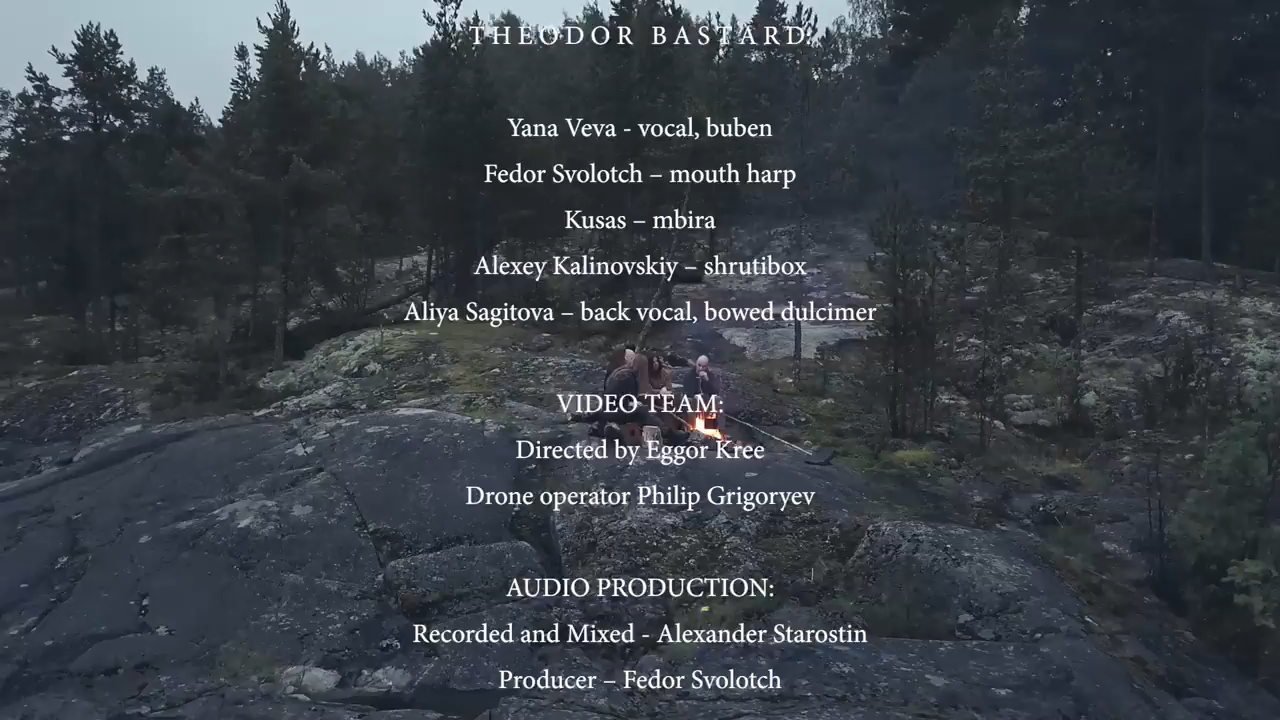 THEODOR BASTARD:
Yana Veva - vocal, buben
Fedor Svolotch – mouth harp
Kusas – mbira
Alexey Kalinovskiy – shrutibox
Aliya Sagitova – back vocal, bowed dulcimer
VIDEO TEAM:
Directed by Eggor Kree
Drone operator Philip Grigoryev
AUDIO PRODUCTION:
Recorded and Mixed - Alexander Starostin
Producer – Fedor Svolotch